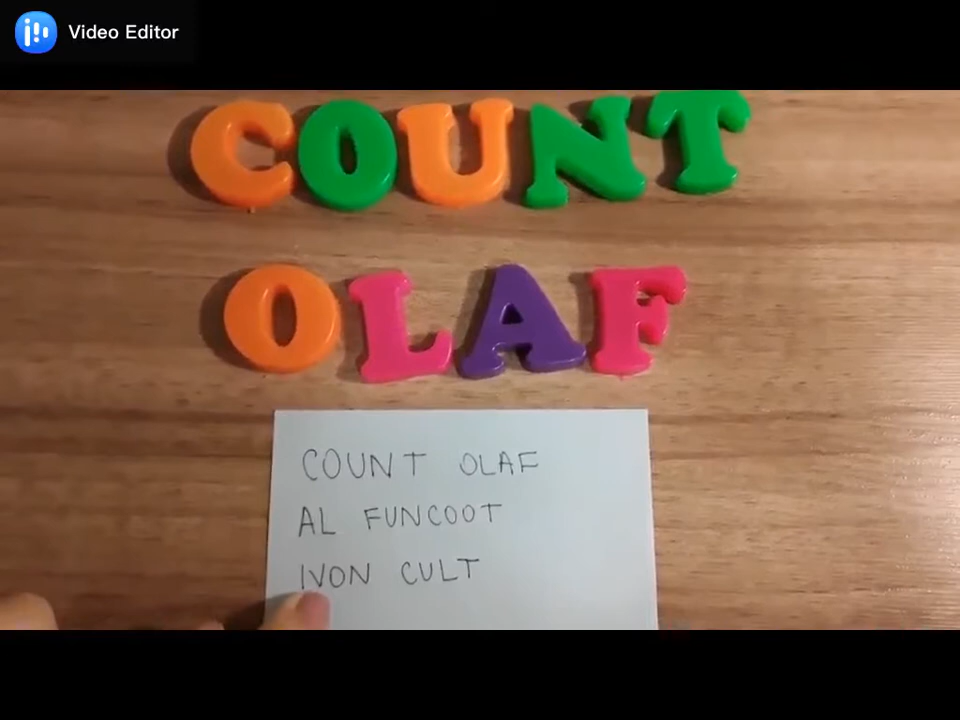 Video Editor
COUNT
OLAF
COUNT OLAF
AL FUNCOOT
IVON CULT